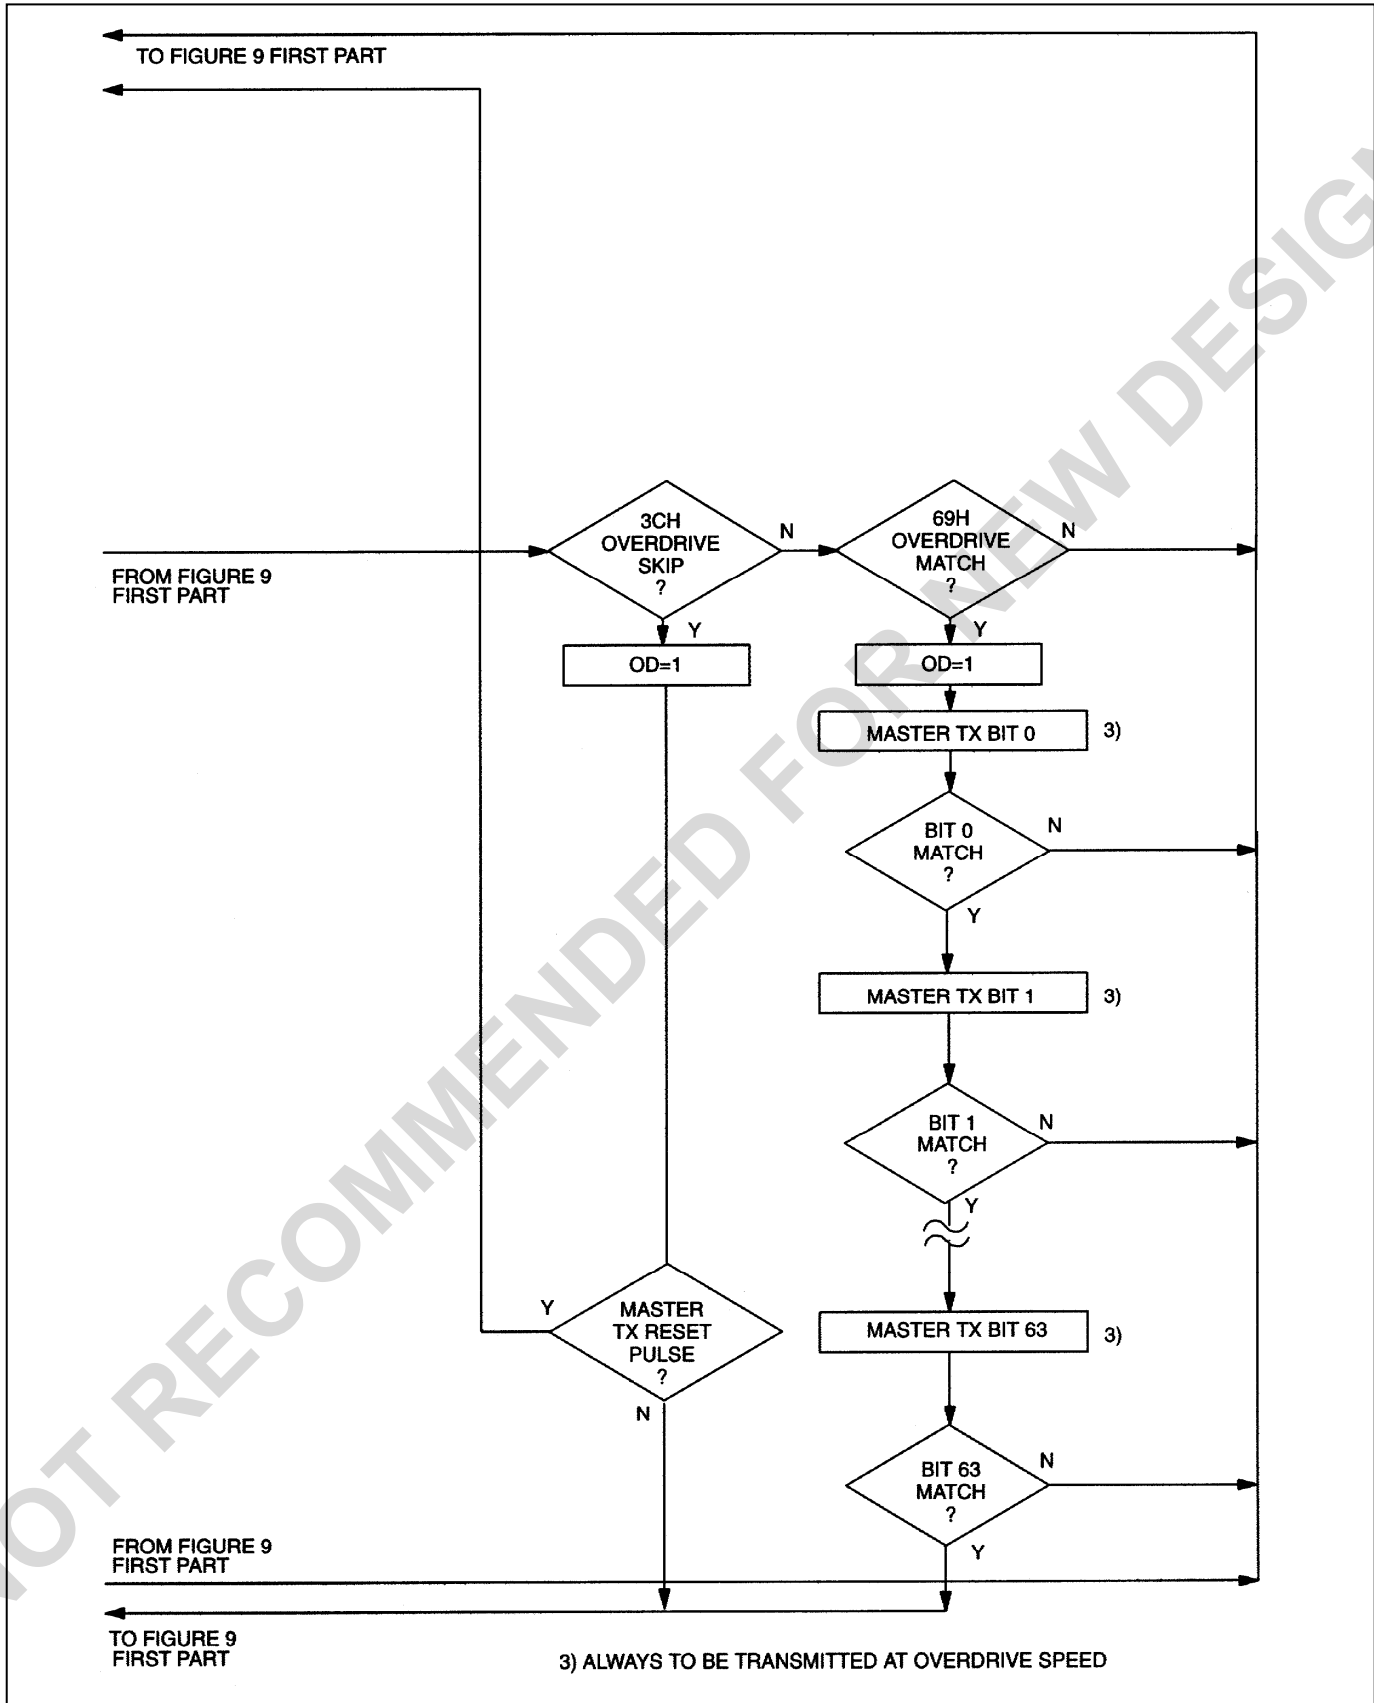 TO FIGURE 9 FIRST PART
3CH
OVERDRIVE
SKIP
?
N
69H
OVERDRIVE
MATCH
?
N
FROM FIGURE 9
FIRST PART
Y
Y
OD=1
OD=1
MASTER TX BIT 0
3)
BIT 0
MATCH
?
N
Y
MASTER TX BIT 1
3)
BIT 1
MATCH
?
N
Y
Y
MASTER
TX RESET
PULSE
?
N
MASTER TX BIT 63
3)
BIT 63
MATCH
?
N
Y
FROM FIGURE 9
FIRST PART
TO FIGURE 9
FIRST PART
3) ALWAYS TO BE TRANSMITTED AT OVERDRIVE SPEED
NOT RECOMMENDED FOR NEW DESIGN